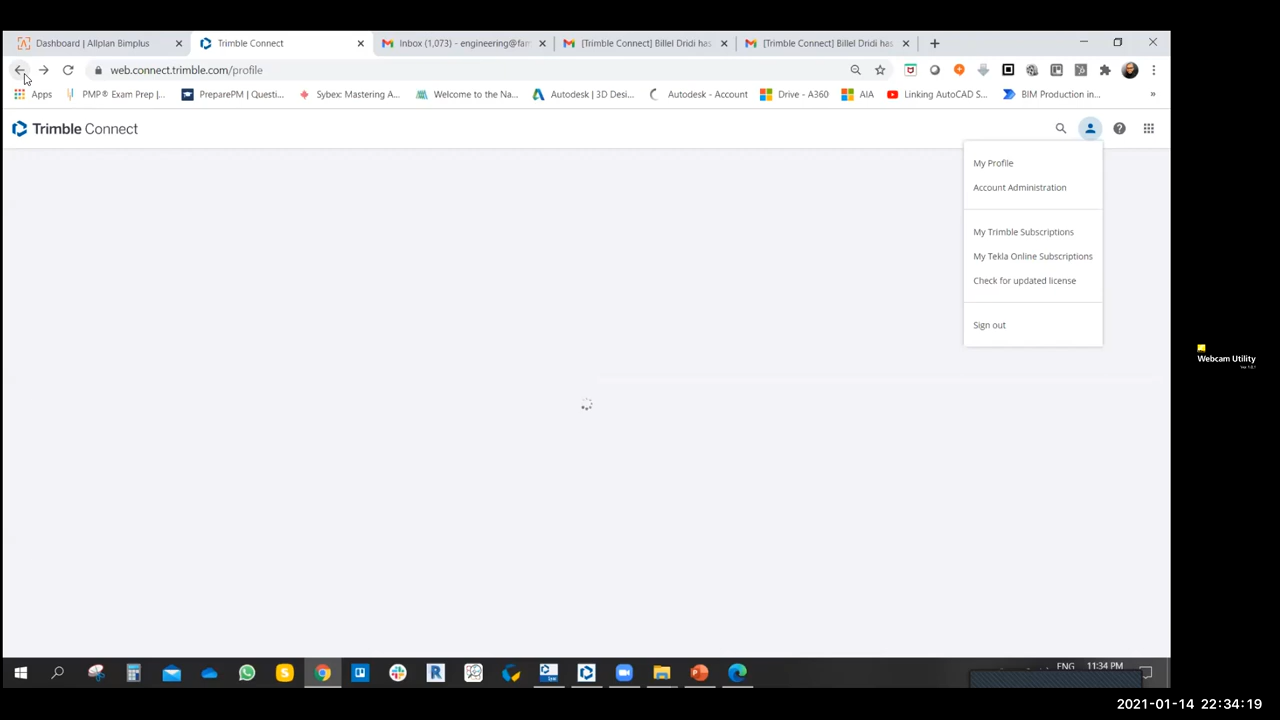 Dashboard | Allplan Bimplus
Trimble Connect
Inbox (1,073) - engineering@fam
[Trimble Connect] Billel Dridi has
[Trimble Connect] Billel Dridi has
web.connect.trimble.com/profile
Apps
PMP® Exam Prep |...
PreparePM | Questi...
Sybex: Mastering A...
Welcome to the Na...
Autodesk | 3D Desi...
Autodesk - Account
Drive - A360
AIA
Linking AutoCAD S...
BIM Production in...
»
Trimble Connect
My Profile
Account Administration
My Trimble Subscriptions
My Tekla Online Subscriptions
Check for updated license
Sign out
Webcam Utility
ENG
11:34 PM
2021-01-14 22:34:19